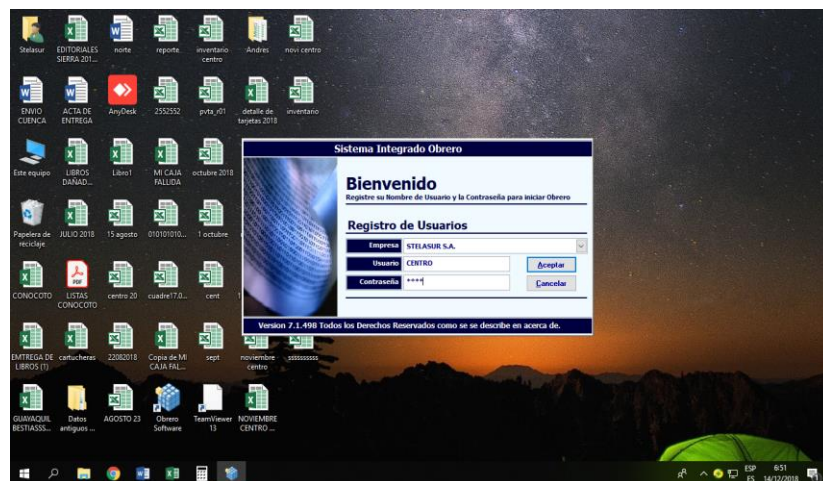 Stelasur
EDITORIALES
SIERRA 201...
norte
reporte
inventario
centro
Andres
novi centro
ENVIO
CUENCA
ACTA DE
ENTREGA
AnyDesk
2552552
pvta_r01
detalle de
tarjetas 2018
inventario
Este equipo
LIBROS
DAÑAD...
Libro1
MI CAJA
FALLIDA
octubre 2018
Papelera de
reciclaje
JULIO 2018
15 agosto
010101010...
1 octubre
CONOCOTO
LISTAS
CONOCOTO
centro 20
cuadre17.0...
cent
EMTREGA DE
LIBROS (1)
cartucheras
22082018
Copia de MI
CAJA FAL...
sept
noviembre
centro
ssssssssss
GUAYAQUIL
BESTIASSS...
Datos
antiguos ...
AGOSTO 23
Obrero
Software
TeamViewer
13
NOVIEMBRE
CENTRO ...
Sistema Integrado Obrero
Bienvenido
Registre su Nombre de Usuario y la Contraseña para iniciar Obrero
Registro de Usuarios
Empresa STELASUR S.A.
Usuario CENTRO
Aceptar
Contraseña ****
Cancelar
Version 7.1.498 Todos los Derechos Reservados como se se describe en acerca de.
ESP
ES
6:51
14/12/2018